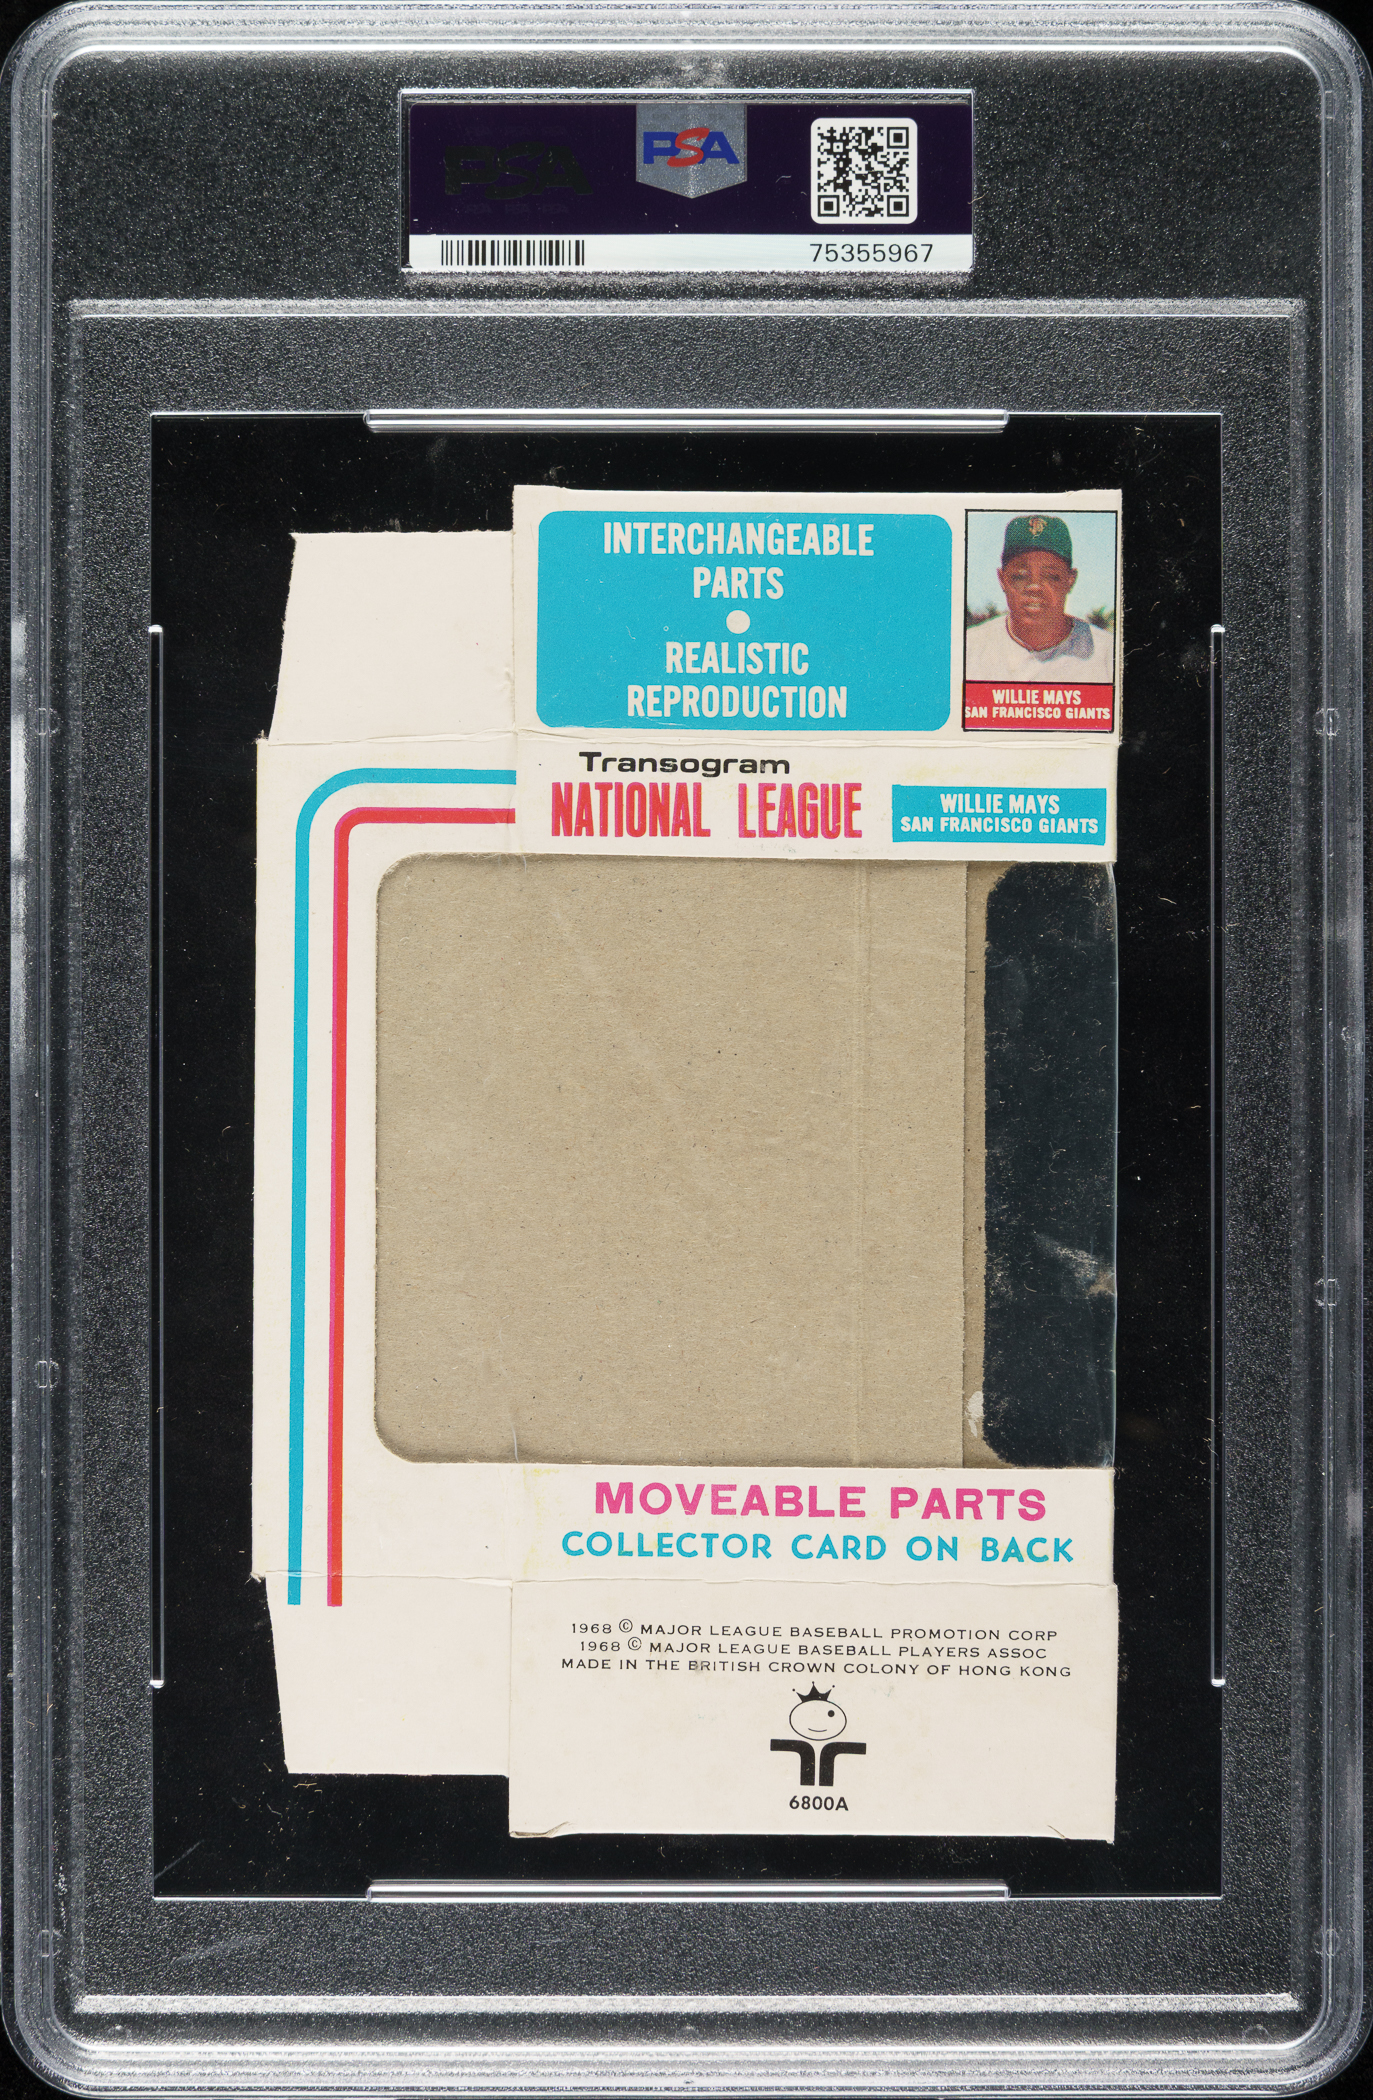 PSA
PSA
75355967
INTERCHANGEABLE
PARTS
REALISTIC
REPRODUCTION
WILLIE MAYS
SAN FRANCISCO GIANTS
Transogram
NATIONAL LEAGUE
WILLIE MAYS
SAN FRANCISCO GIANTS
MOVEABLE PARTS
COLLECTOR CARD ON BACK
1968 © MAJOR LEAGUE BASEBALL PROMOTION CORP
1968 © MAJOR LEAGUE BASEBALL PLAYERS ASSOC
MADE IN THE BRITISH CROWN COLONY OF HONG KONG
6800A